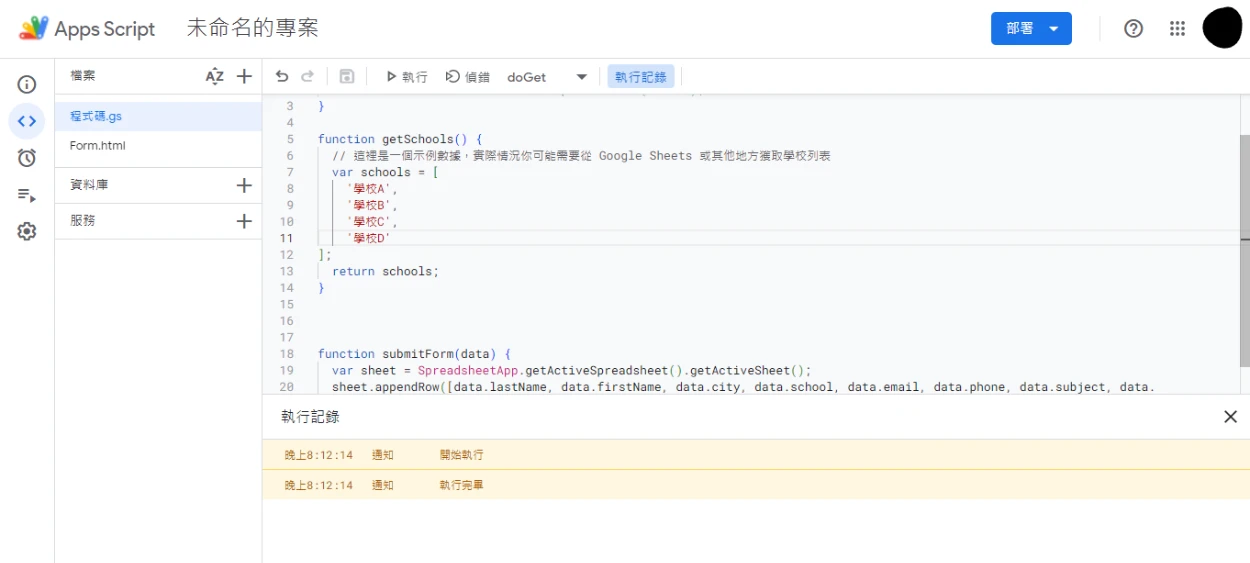 Apps Script 未命名的專案 部署
檔案 AZ
執行 偵錯 doGet 執行記錄
程式碼.gs
Form.html
資料庫
服務
3 }
4
5 function getSchools() {
6 // 這裡是一個示例數據，實際情況你可能需要從 Google Sheets 或其他地方獲取學校列表
7 var schools = [
8 '學校A',
9 '學校B',
10 '學校C',
11 '學校D'
12 ];
13 return schools;
14 }
15
16
17
18 function submitForm(data) {
19 var sheet = SpreadsheetApp.getActiveSpreadsheet().getActiveSheet();
20 sheet.appendRow([data.lastName, data.firstName, data.city, data.school, data.email, data.phone, data.subject, data.
執行記錄
晚上8:12:14 通知 開始執行
晚上8:12:14 通知 執行完畢